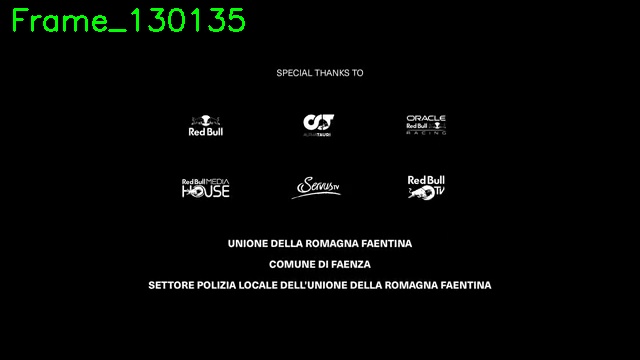 Frame_130135
SPECIAL THANKS TO
Red Bull
ALPHATAURI
ORACLE
Red Bull
RACING
Red Bull MEDIA
HOUSE
ServusTV
Red Bull
TV
UNIONE DELLA ROMAGNA FAENTINA
COMUNE DI FAENZA
SETTORE POLIZIA LOCALE DELL'UNIONE DELLA ROMAGNA FAENTINA